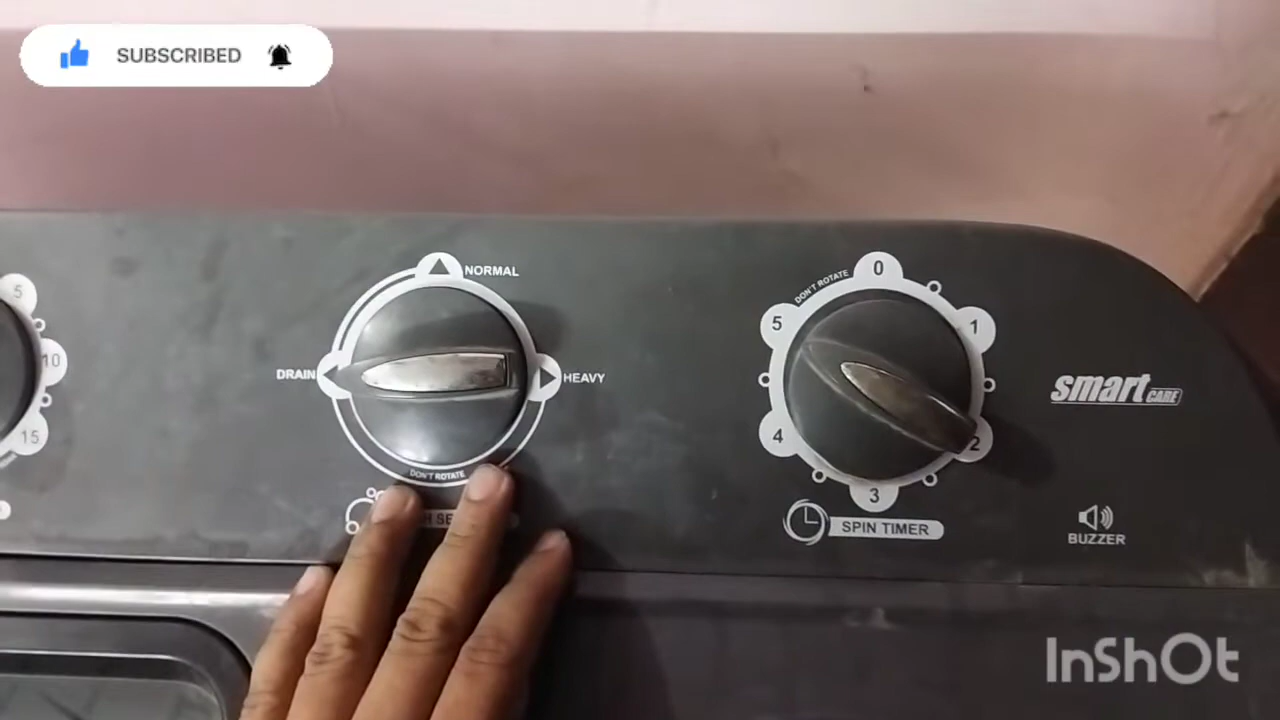 SUBSCRIBED
5
10
15
NORMAL
DRAIN
HEAVY
DON'T ROTATE
0
1
2
3
4
5
DON'T ROTATE
SPIN TIMER
smart CARE
BUZZER
InShOt